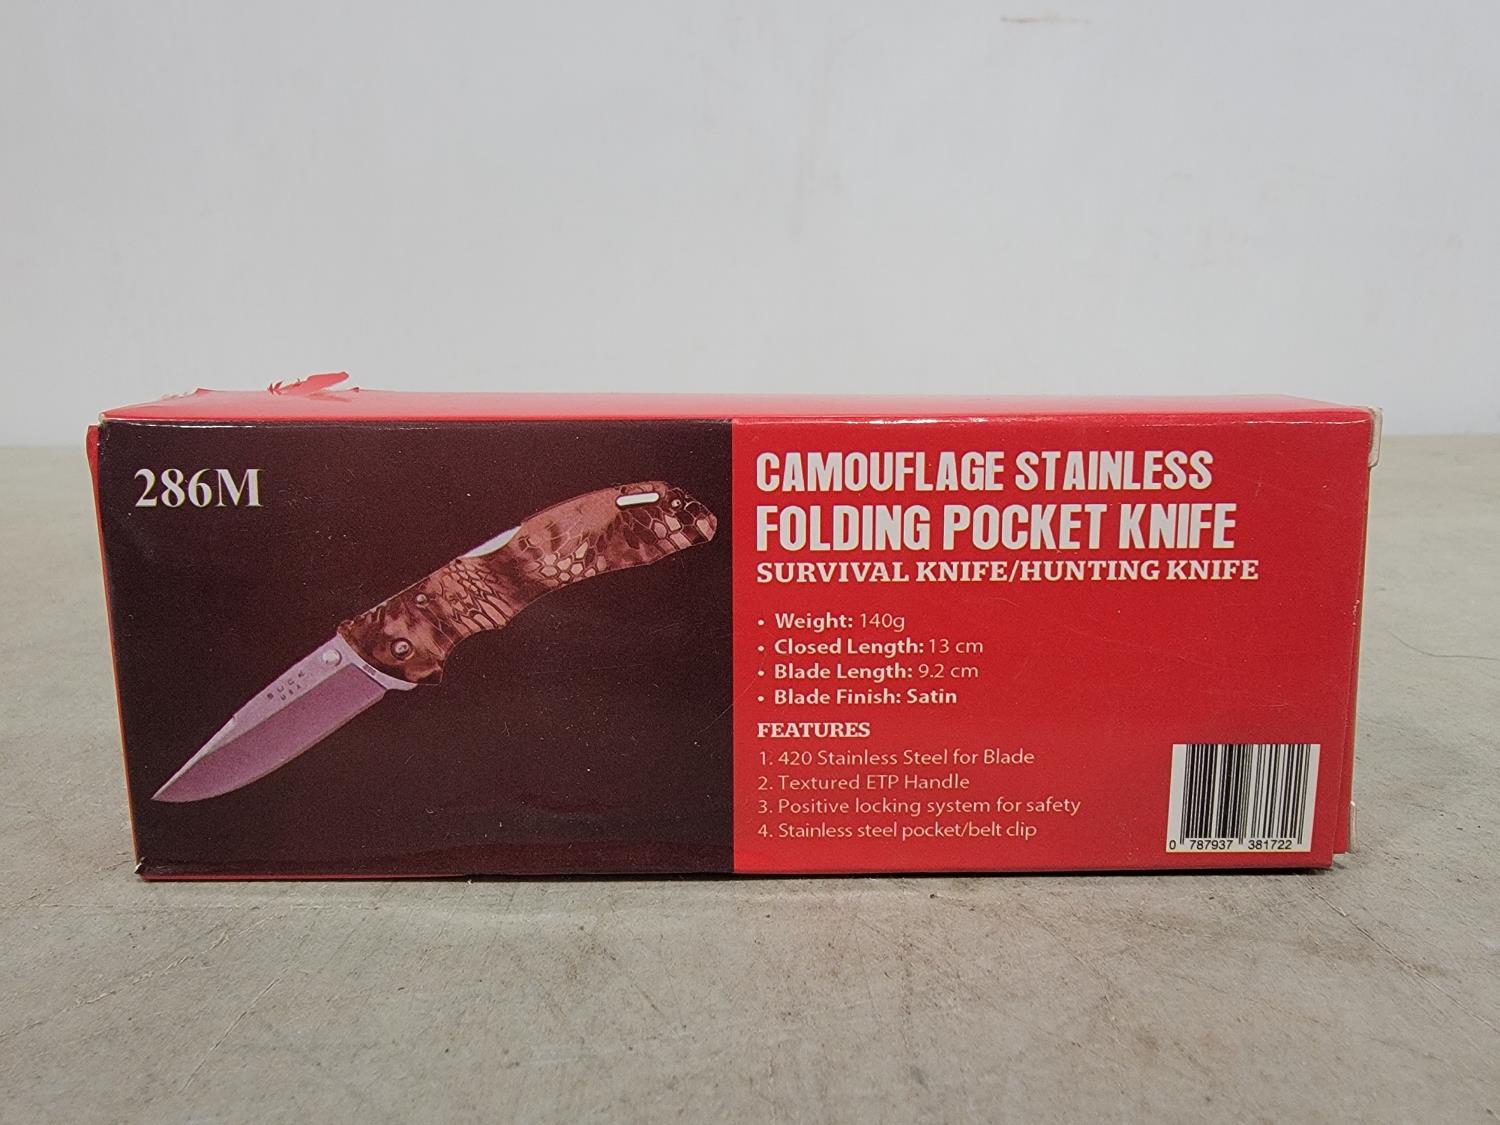 286M
BUCK
U.S.A.
CAMOUFLAGE STAINLESS
FOLDING POCKET KNIFE
SURVIVAL KNIFE/HUNTING KNIFE
• Weight: 140g
• Closed Length: 13 cm
• Blade Length: 9.2 cm
• Blade Finish: Satin
FEATURES
1. 420 Stainless Steel for Blade
2. Textured ETP Handle
3. Positive locking system for safety
4. Stainless steel pocket/belt clip
0 787937 381722